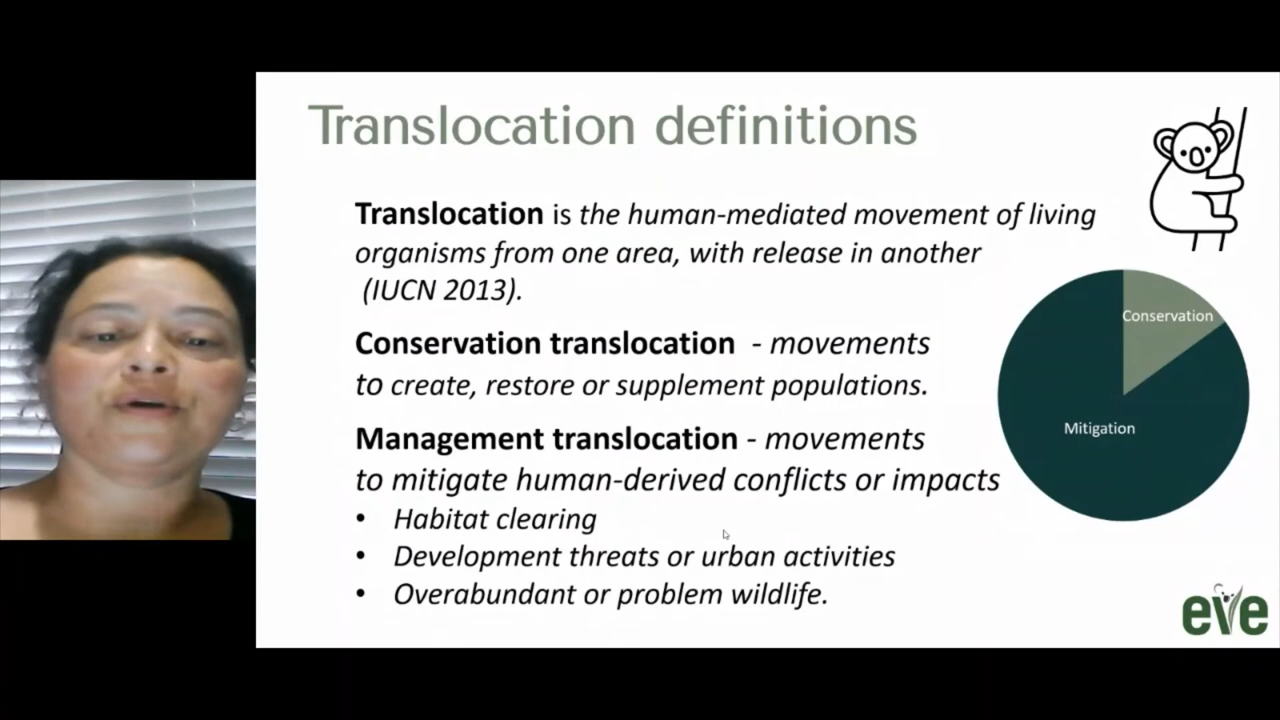 Translocation definitions
Translocation is the human-mediated movement of living
organisms from one area, with release in another
(IUCN 2013).
Conservation translocation - movements
to create, restore or supplement populations.
Management translocation - movements
to mitigate human-derived conflicts or impacts
• Habitat clearing
• Development threats or urban activities
• Overabundant or problem wildlife.
Conservation
Mitigation
eve